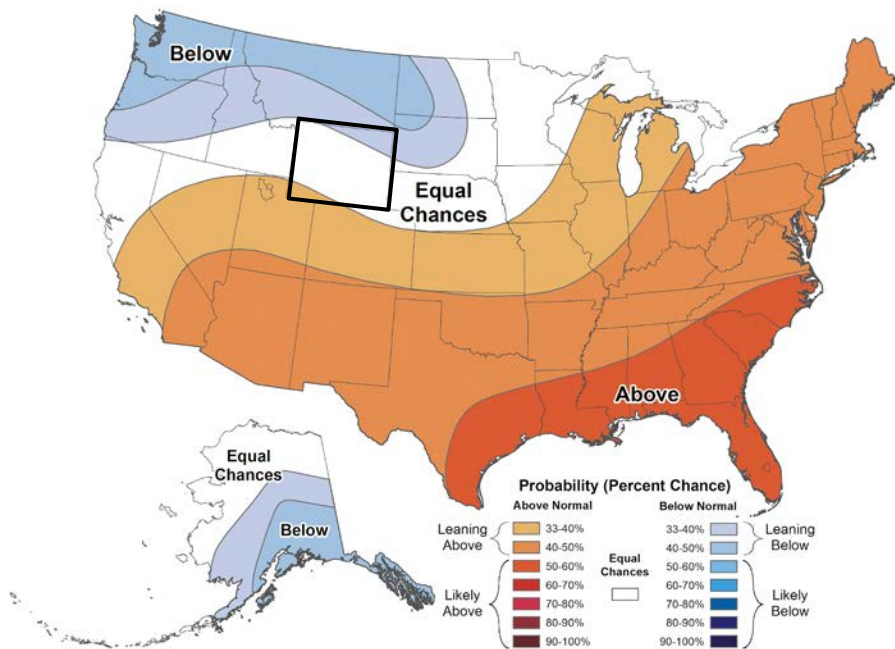 Below
Equal
Chances
Above
Equal
Chances
Below
Probability (Percent Chance)
Above Normal
Below Normal
Leaning
Above
33-40%
40-50%
Likely
Above
50-60%
60-70%
70-80%
80-90%
90-100%
Equal
Chances
33-40%
40-50%
Leaning
Below
50-60%
60-70%
70-80%
80-90%
90-100%
Likely
Below